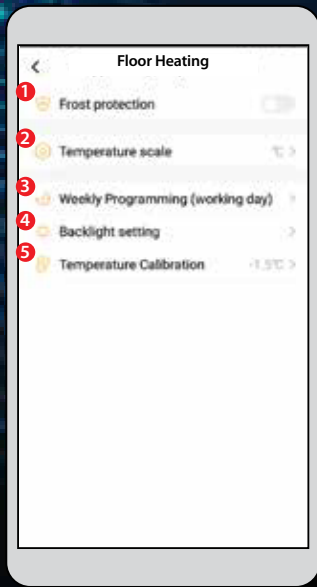 Floor Heating
1 Frost protection
2 Temperature scale °C
3 Weekly Programming (working day)
4 Backlight setting
5 Temperature Calibration -1.5°C